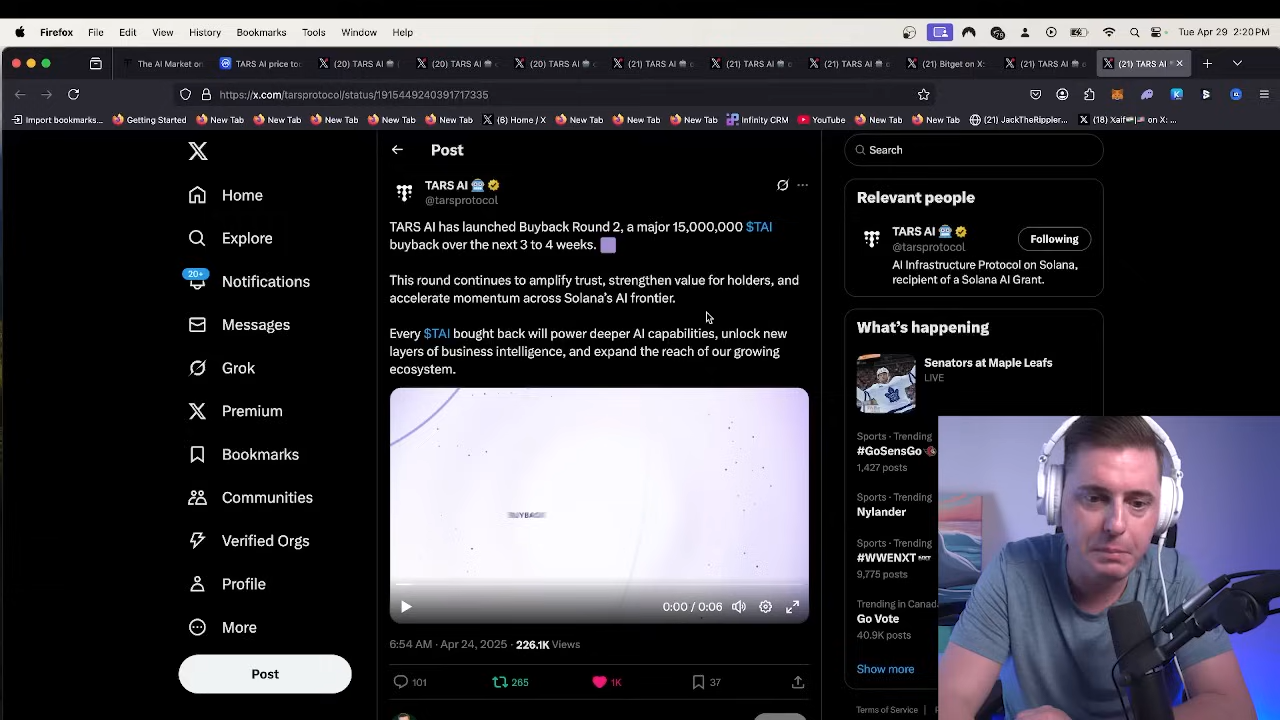 Firefox File Edit View History Bookmarks Tools Window Help
Tue Apr 29 2:20PM
The AI Market on
TARS AI price to
(20) TARS AI
(20) TARS AI
(20) TARS AI
(21) TARS AI
(21) TARS AI
(21) TARS AI
(21) Bitget on X:
(21) TARS AI
(21) TARS AI
https://x.com/tarsprotocol/status/1915449240391717335
Import bookmarks... Getting Started New Tab New Tab New Tab New Tab New Tab (6) Home / X New Tab New Tab New Tab Infinity CRM YouTube New Tab New Tab (21) JackTheRippler... (18) Xaif on X:...
Post
Search
Home
Explore
20+
Notifications
Messages
Grok
Premium
Bookmarks
Communities
Verified Orgs
Profile
More
Post
TARS AI
@tarsprotocol
TARS AI has launched Buyback Round 2, a major 15,000,000 $TAI
buyback over the next 3 to 4 weeks.
This round continues to amplify trust, strengthen value for holders, and
accelerate momentum across Solana's AI frontier.
Every $TAI bought back will power deeper AI capabilities, unlock new
layers of business intelligence, and expand the reach of our growing
ecosystem.
0:00 / 0:06
6:54 AM · Apr 24, 2025 · 226.1K Views
101 265 1K 37
Relevant people
TARS AI
@tarsprotocol
Following
AI Infrastructure Protocol on Solana,
recipient of a Solana AI Grant.
What's happening
Senators at Maple Leafs
LIVE
Sports · Trending
#GoSensGo
1,427 posts
Sports · Trending
Nylander
Sports · Trending
#WWENXT
9,775 posts
Trending in Canad
Go Vote
40.9K posts
Show more
Terms of Service